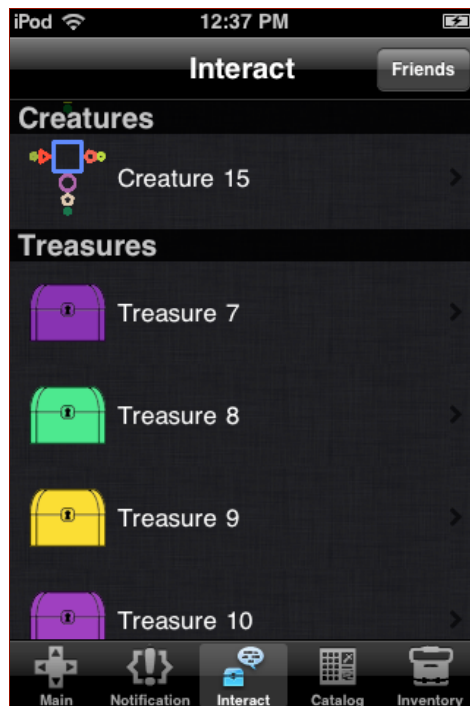 iPod 12:37 PM
Interact Friends
Creatures
Creature 15
Treasures
Treasure 7
Treasure 8
Treasure 9
Treasure 10
Main Notification Interact Catalog Inventory